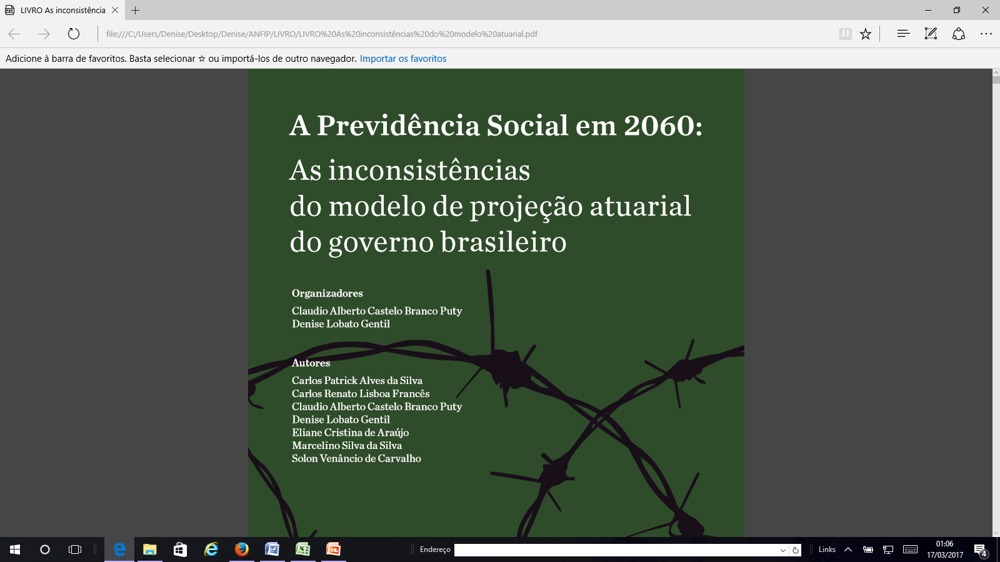 LIVRO As inconsistência
file:///C:/Users/Denise/Desktop/Denise/ANFIP/LIVRO/LIVRO%20As%20inconsistências%20do%20modelo%20atuarial.pdf
Adicione à barra de favoritos. Basta selecionar ☆ ou importá-los de outro navegador. Importar os favoritos
A Previdência Social em 2060:
As inconsistências
do modelo de projeção atuarial
do governo brasileiro
Organizadores
Claudio Alberto Castelo Branco Puty
Denise Lobato Gentil
Autores
Carlos Patrick Alves da Silva
Carlos Renato Lisboa Francês
Claudio Alberto Castelo Branco Puty
Denise Lobato Gentil
Eliane Cristina de Araújo
Marcelino Silva da Silva
Solon Venâncio de Carvalho
Endereço
Links
01:06
17/03/2017
4